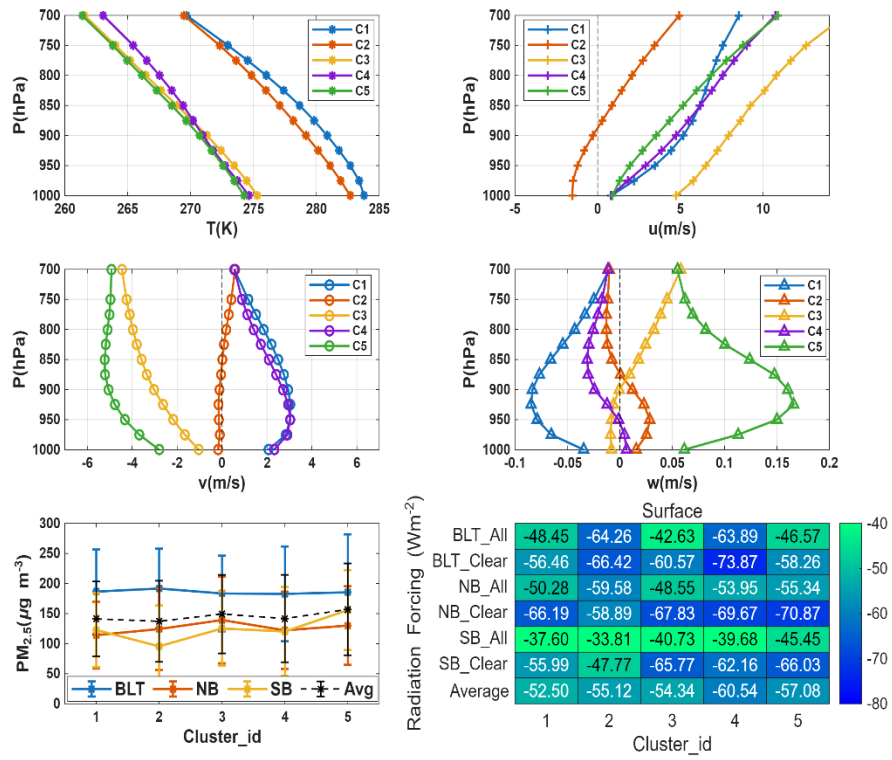 700
750
800
850
900
950
1000
P(hPa)
260 265 270 275 280 285
T(K)
C1
C2
C3
C4
C5
700
750
800
850
900
950
1000
P(hPa)
-5 0 5 10
u(m/s)
C1
C2
C3
C4
C5
700
750
800
850
900
950
1000
P(hPa)
-6 -4 -2 0 2 4 6
v(m/s)
C1
C2
C3
C4
C5
700
750
800
850
900
950
1000
P(hPa)
-0.1 -0.05 0 0.05 0.1 0.15 0.2
w(m/s)
C1
C2
C3
C4
C5
350
300
250
200
150
100
50
0
PM2.5(μg m-3)
BLT NB SB Avg
1 2 3 4 5
Cluster_id
Surface
Radiation Forcing (Wm-2)
BLT_All -48.45 -64.26 -42.63 -63.89 -46.57
BLT_Clear -56.46 -66.42 -60.57 -73.87 -58.26
NB_All -50.28 -59.58 -48.55 -53.95 -55.34
NB_Clear -66.19 -58.89 -67.83 -69.67 -70.87
SB_All -37.60 -33.81 -40.73 -39.68 -45.45
SB_Clear -55.99 -47.77 -65.77 -62.16 -66.03
Average -52.50 -55.12 -54.34 -60.54 -57.08
1 2 3 4 5
Cluster_id
-40
-50
-60
-70
-80